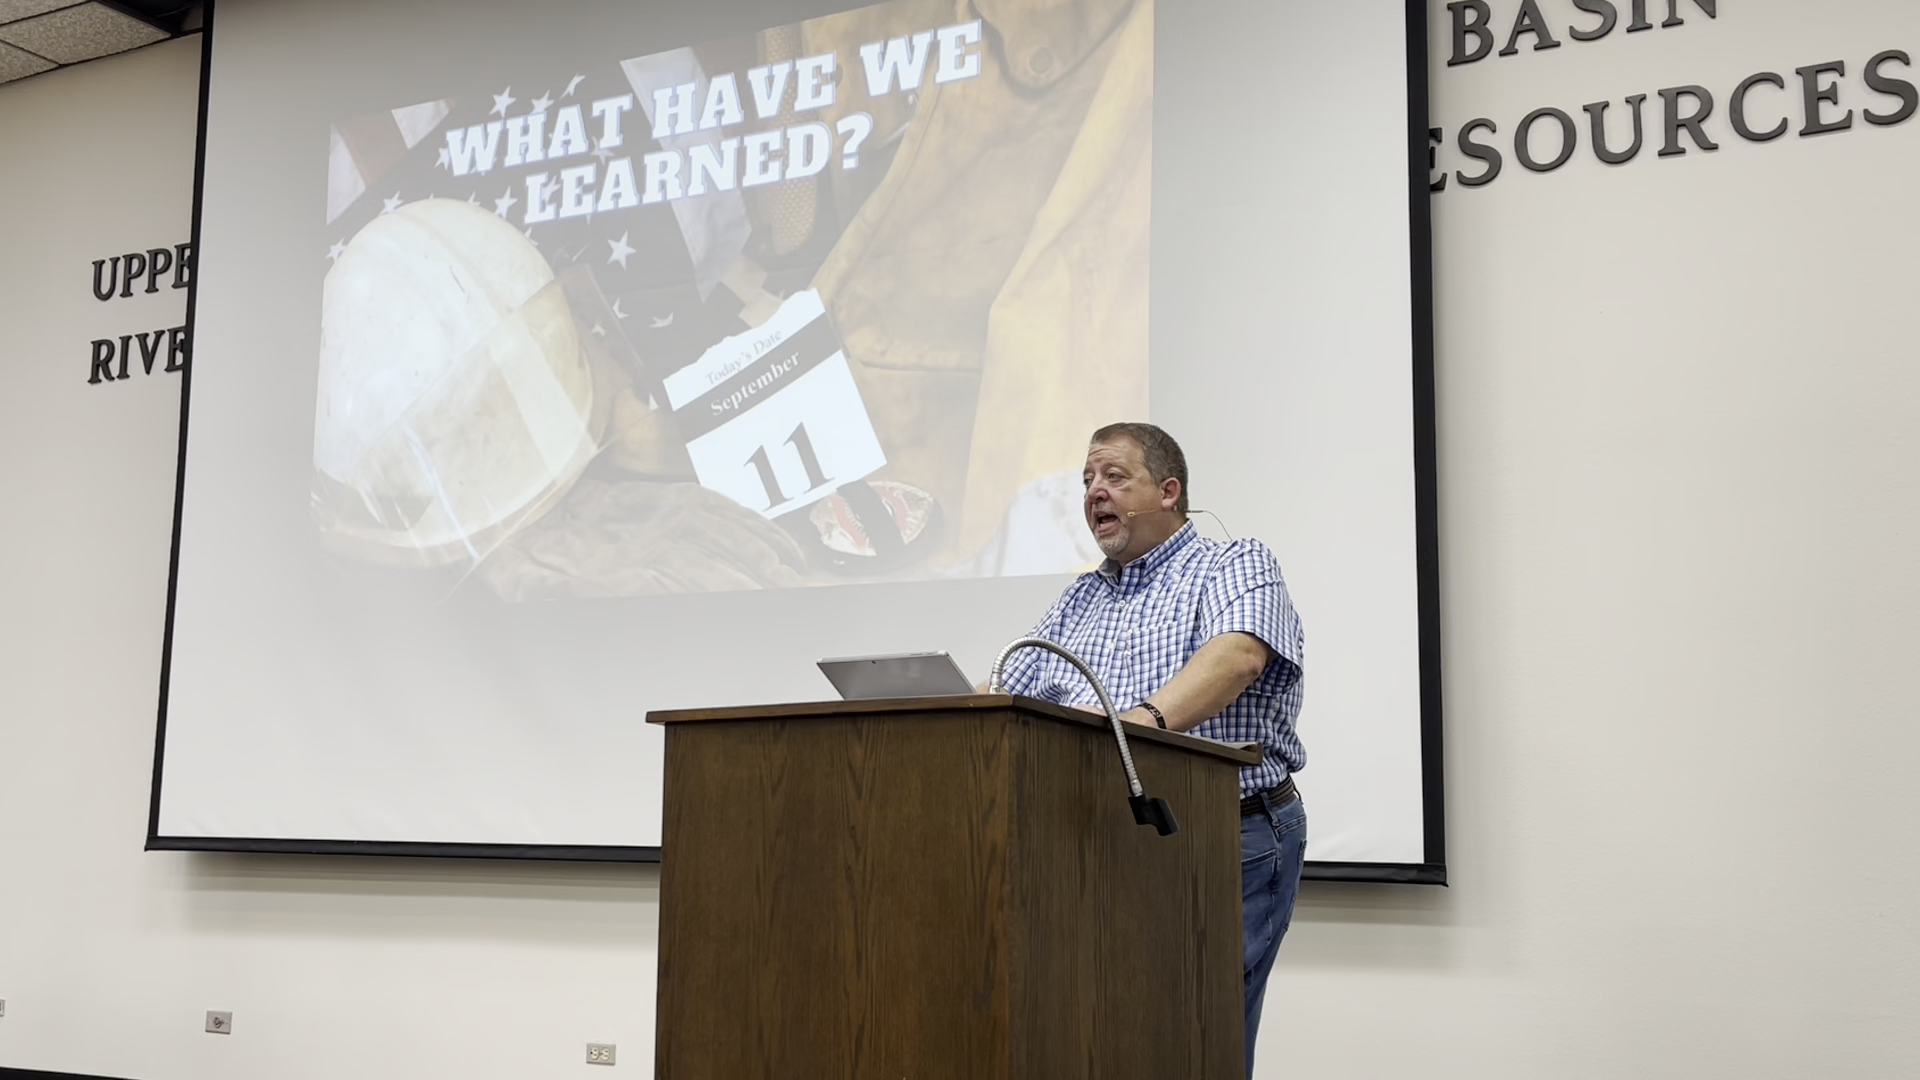 WHAT HAVE WE
LEARNED?
Today's Date
September
11
UPPE
RIVE
BASIN
ESOURCES